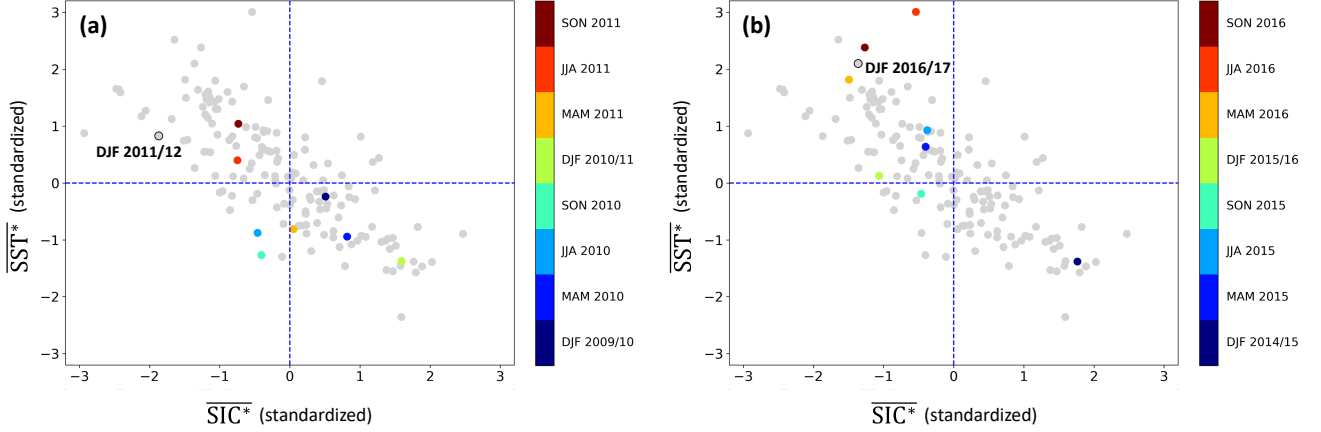 (a)
3
2
1
0
−1
−2
−3
−3 −2 −1 0 1 2 3
DJF 2011/12
SST* (standardized)
SIC* (standardized)
SON 2011
JJA 2011
MAM 2011
DJF 2010/11
SON 2010
JJA 2010
MAM 2010
DJF 2009/10
(b)
3
2
1
0
−1
−2
−3
−3 −2 −1 0 1 2 3
DJF 2016/17
SST* (standardized)
SIC* (standardized)
SON 2016
JJA 2016
MAM 2016
DJF 2015/16
SON 2015
JJA 2015
MAM 2015
DJF 2014/15